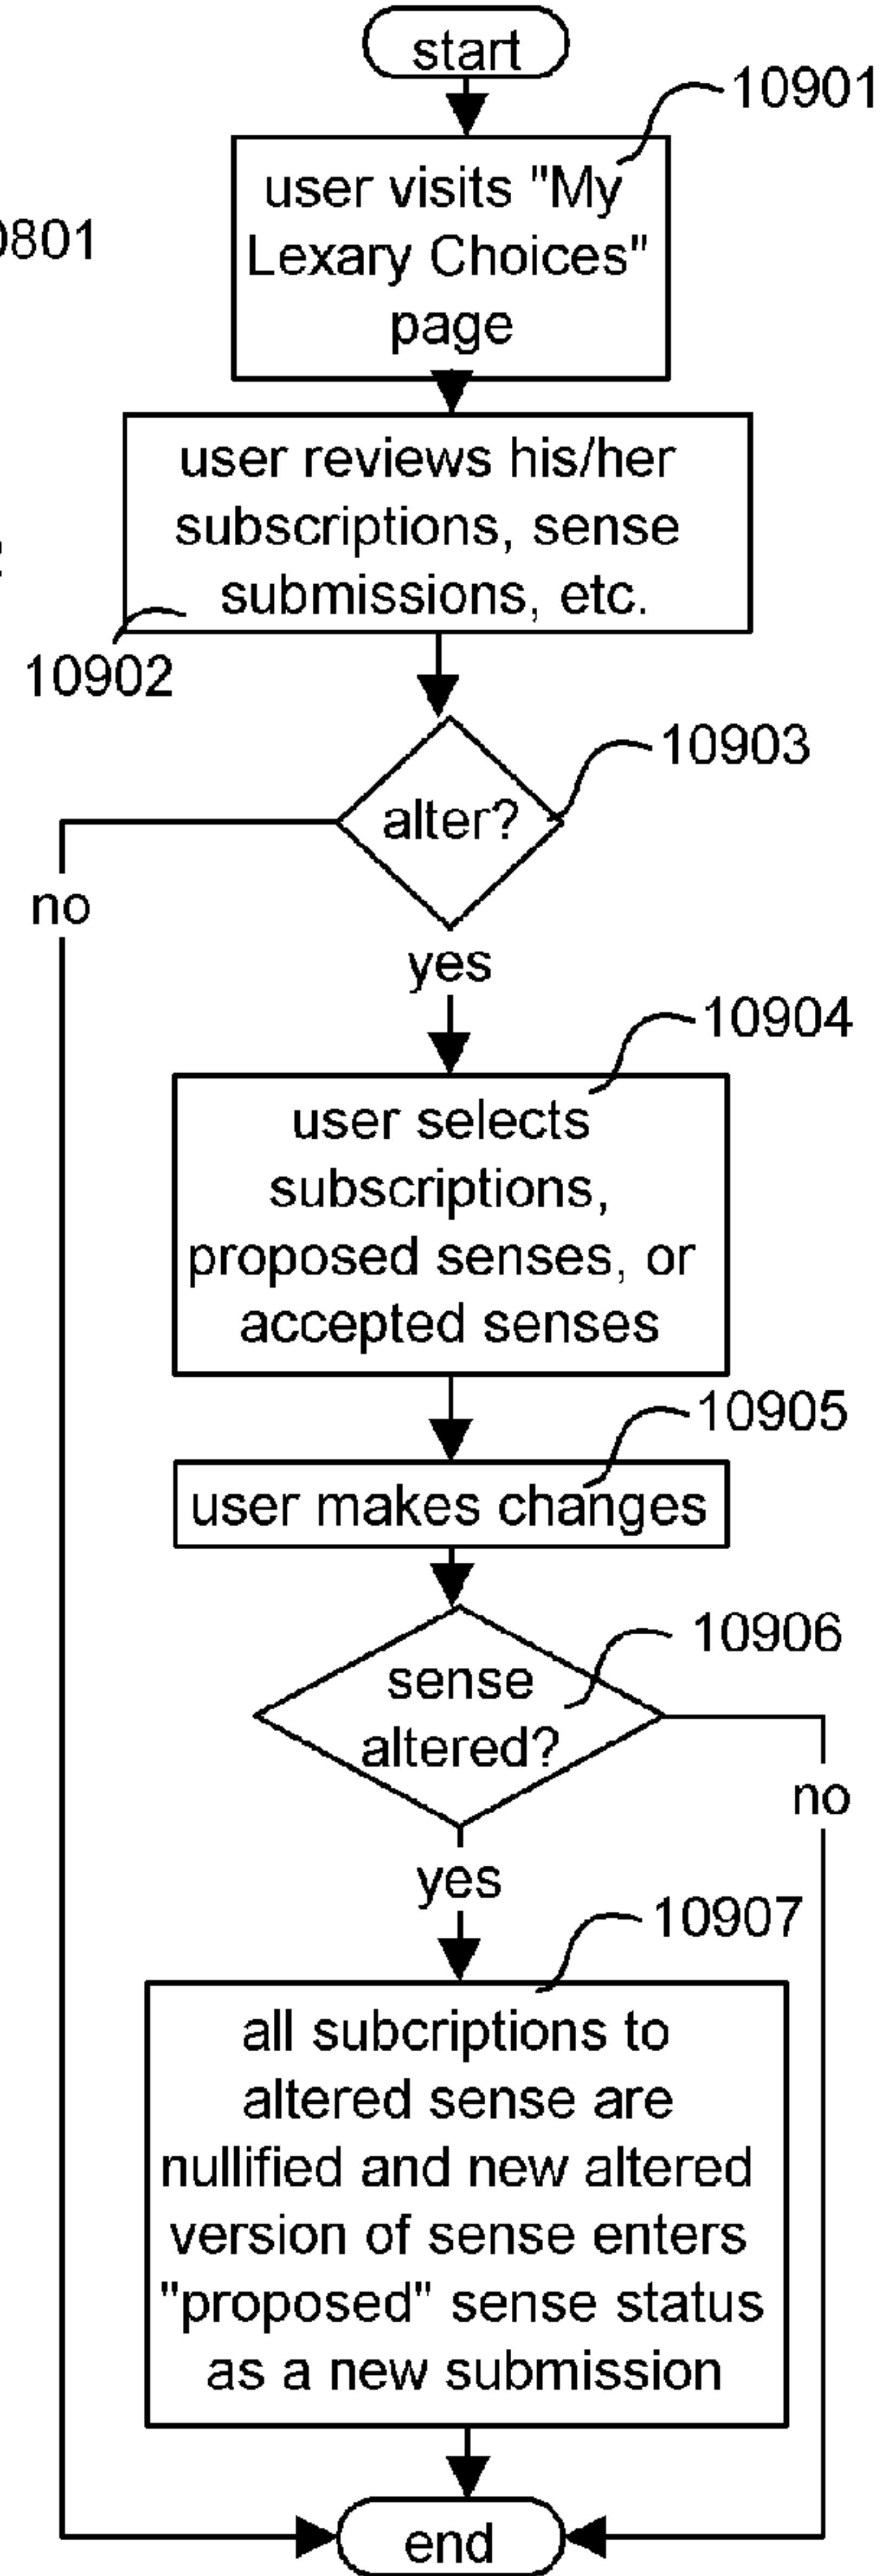 start
10901
user visits "My
Lexary Choices"
page
0801
user reviews his/her
subscriptions, sense
submissions, etc.
10902
10903
alter?
no
yes
10904
user selects
subscriptions,
proposed senses, or
accepted senses
10905
user makes changes
10906
sense
altered?
no
yes
10907
all subcriptions to
altered sense are
nullified and new altered
version of sense enters
"proposed" sense status
as a new submission
end